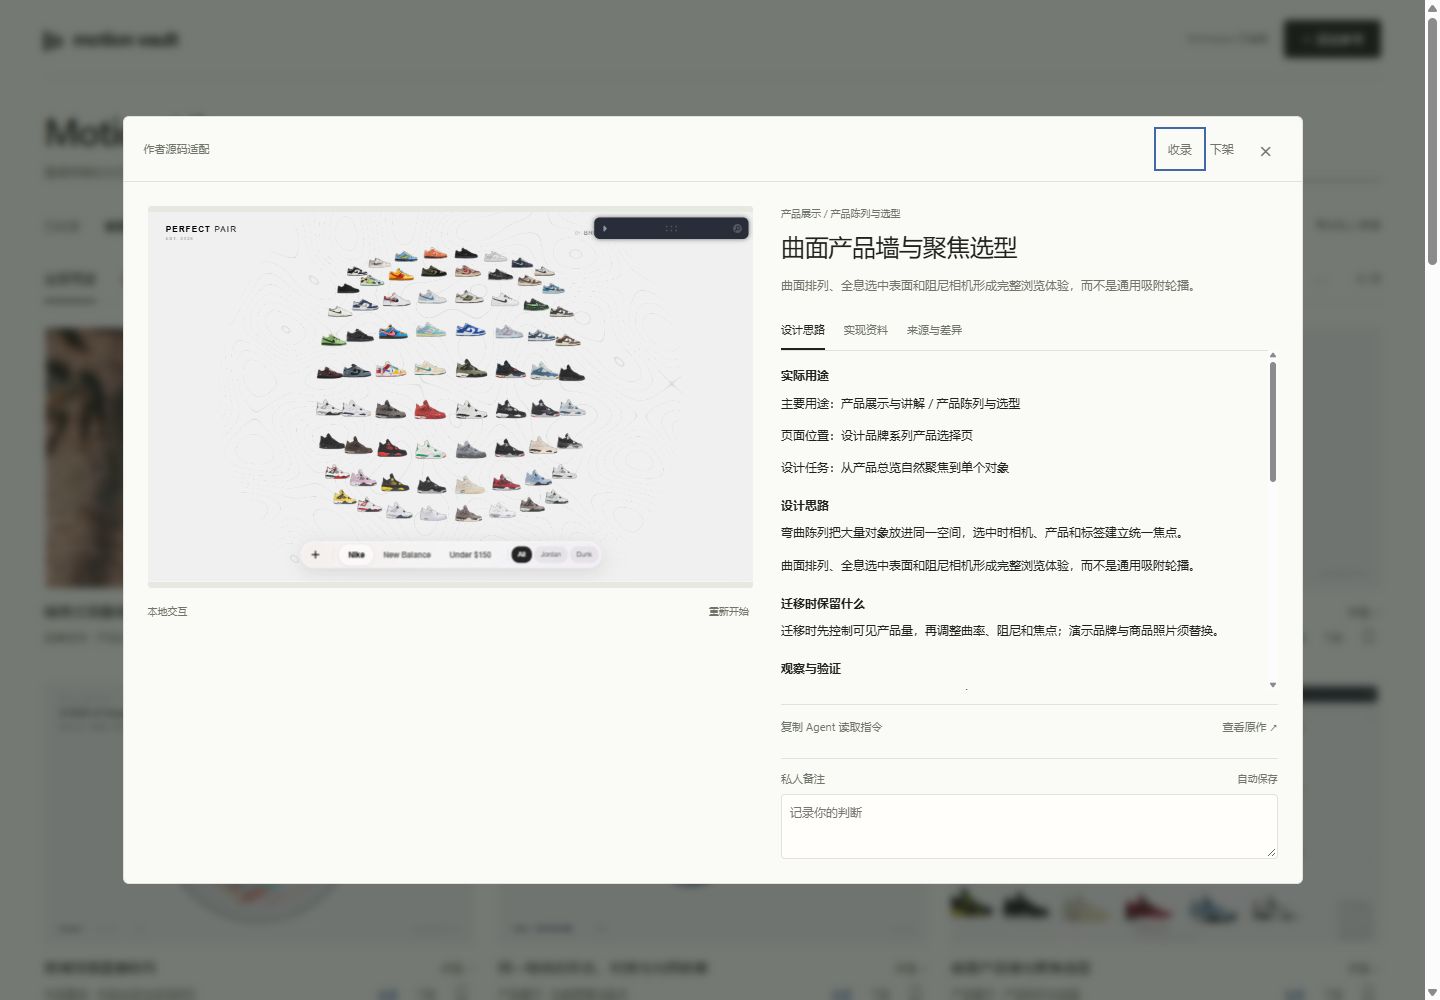 motion vault
作者源码适配
收录
下架
×
PERFECT PAIR
EST. 2025
产品展示 / 产品陈列与选型
曲面产品墙与聚焦选型
曲面排列、全息选中表面和阻尼相机形成完整浏览体验，而不是通用吸附轮播。
设计思路
实现资料
来源与差异
实际用途
主要用途：产品展示与讲解 / 产品陈列与选型
页面位置：设计品牌系列产品选择页
设计任务：从产品总览自然聚焦到单个对象
设计思路
弯曲阵列把大量对象放进同一空间，选中时相机、产品和标签建立统一焦点。
曲面排列、全息选中表面和阻尼相机形成完整浏览体验，而不是通用吸附轮播。
迁移时保留什么
迁移时先控制可见产品量，再调整曲率、阻尼和焦点；演示品牌与商品照片须替换。
观察与验证
+ Nike New Balance Under $150 All Jordan Dunk
本地交互
重新开始
复制 Agent 读取指令
查看原作 ↗
私人备注
自动保存
记录你的判断